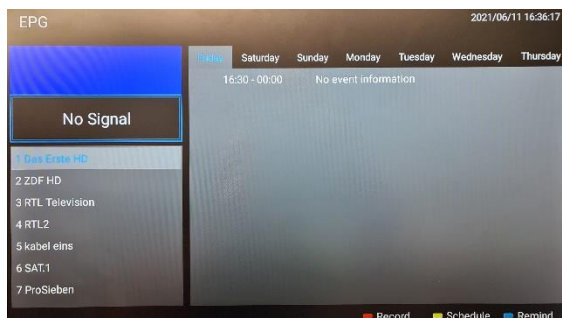 EPG
2021/06/11 16:36:17
Friday Saturday Sunday Monday Tuesday Wednesday Thursday
16:30 - 00:00 No event information
No Signal
1 Das Erste HD
2 ZDF HD
3 RTL Television
4 RTL2
5 kabel eins
6 SAT.1
7 ProSieben
Record Schedule Remind